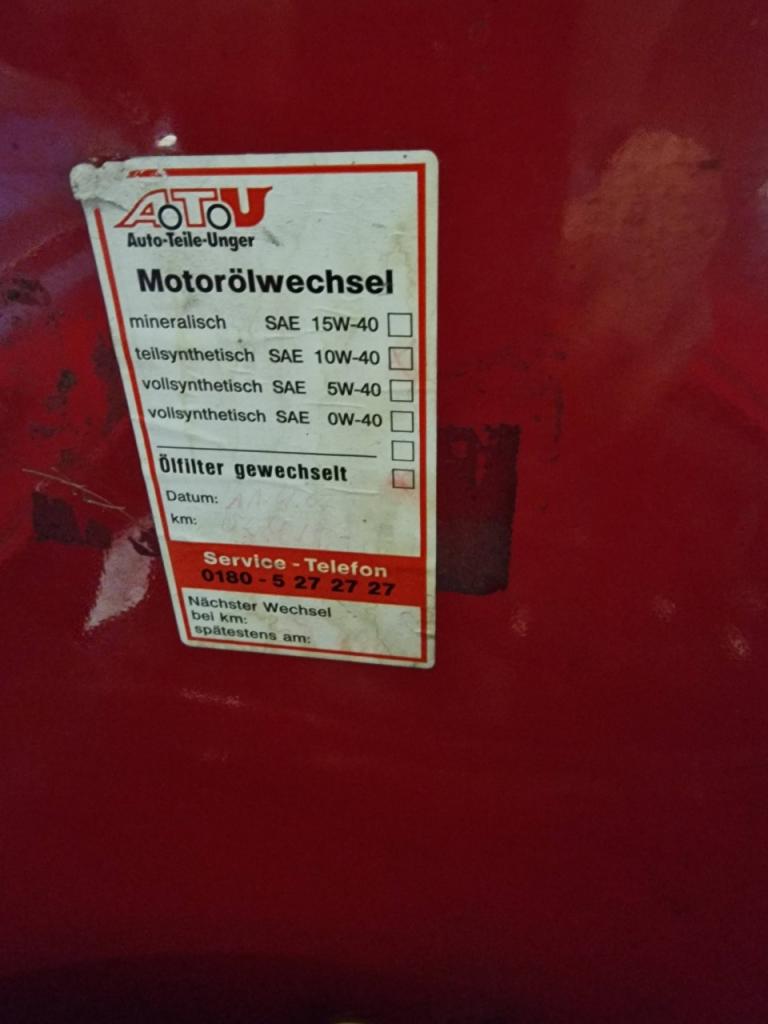 ATU
Auto-Teile-Unger
Motorölwechsel
mineralisch SAE 15W-40
teilsynthetisch SAE 10W-40
vollsynthetisch SAE 5W-40
vollsynthetisch SAE 0W-40
Ölfilter gewechselt
Datum:
km:
Service - Telefon
0180 - 5 27 27 27
Nächster Wechsel
bei km:
spätestens am: